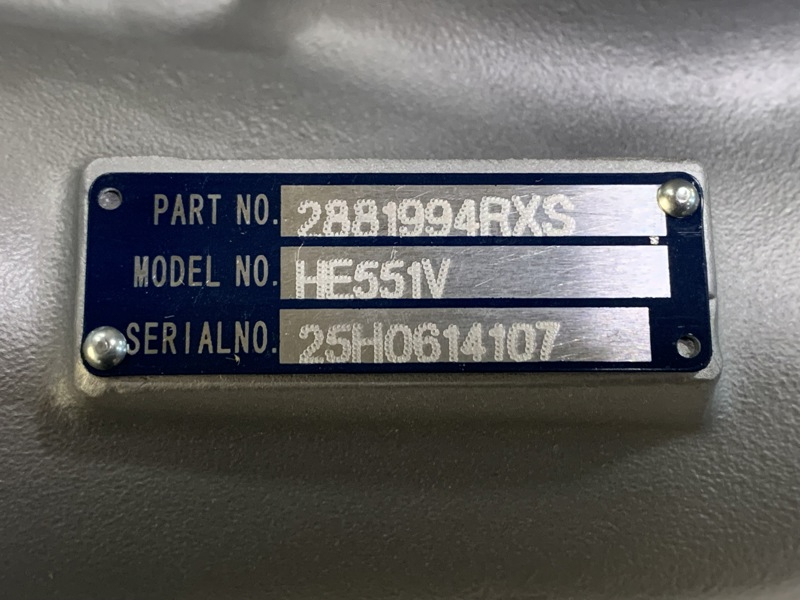 PART NO. 2881994RXS
MODEL NO. HE551V
SERIALNO. 25H0614107